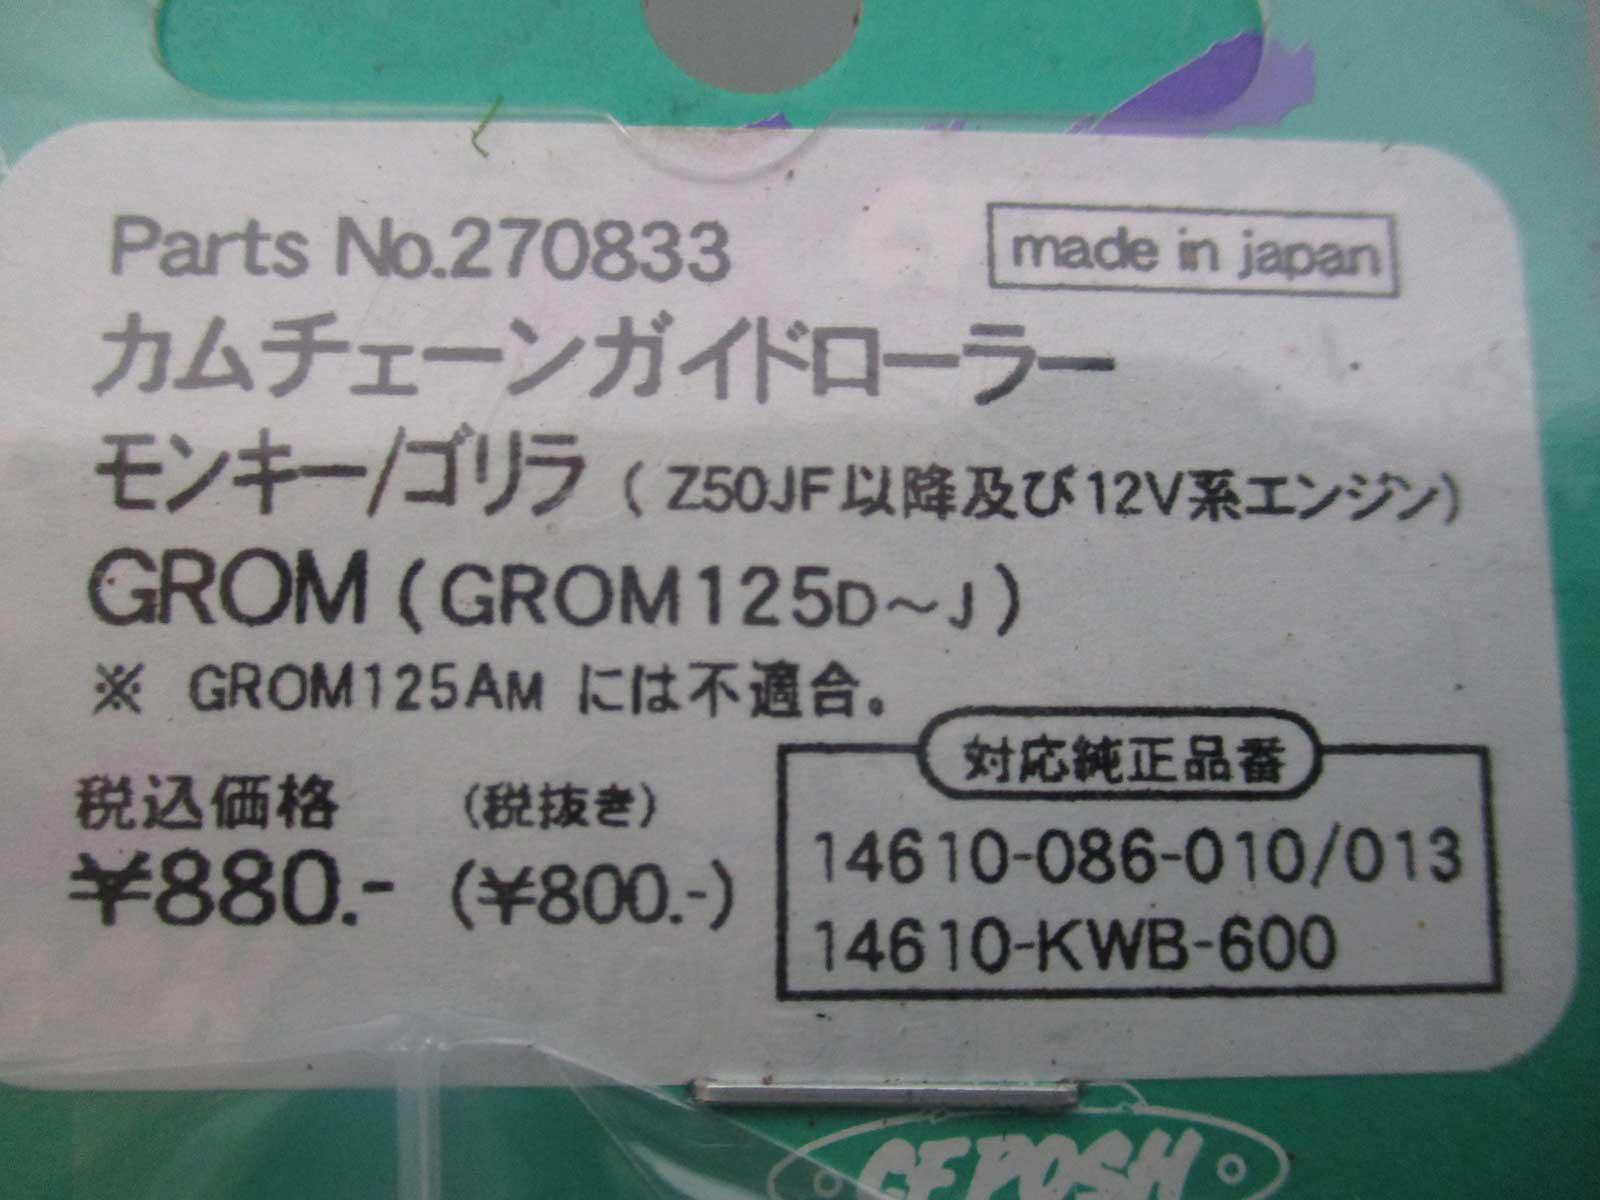 Parts No.270833
made in japan
カムチェーンガイドローラー
モンキー/ゴリラ (Z50JF以降及び12V系エンジン)
GROM (GROM125D～J)
※ GROM125AM には不適合。
税込価格 (税抜き)
¥880.- (¥800.-)
対応純正品番
14610-086-010/013
14610-KWB-600
CF POSH